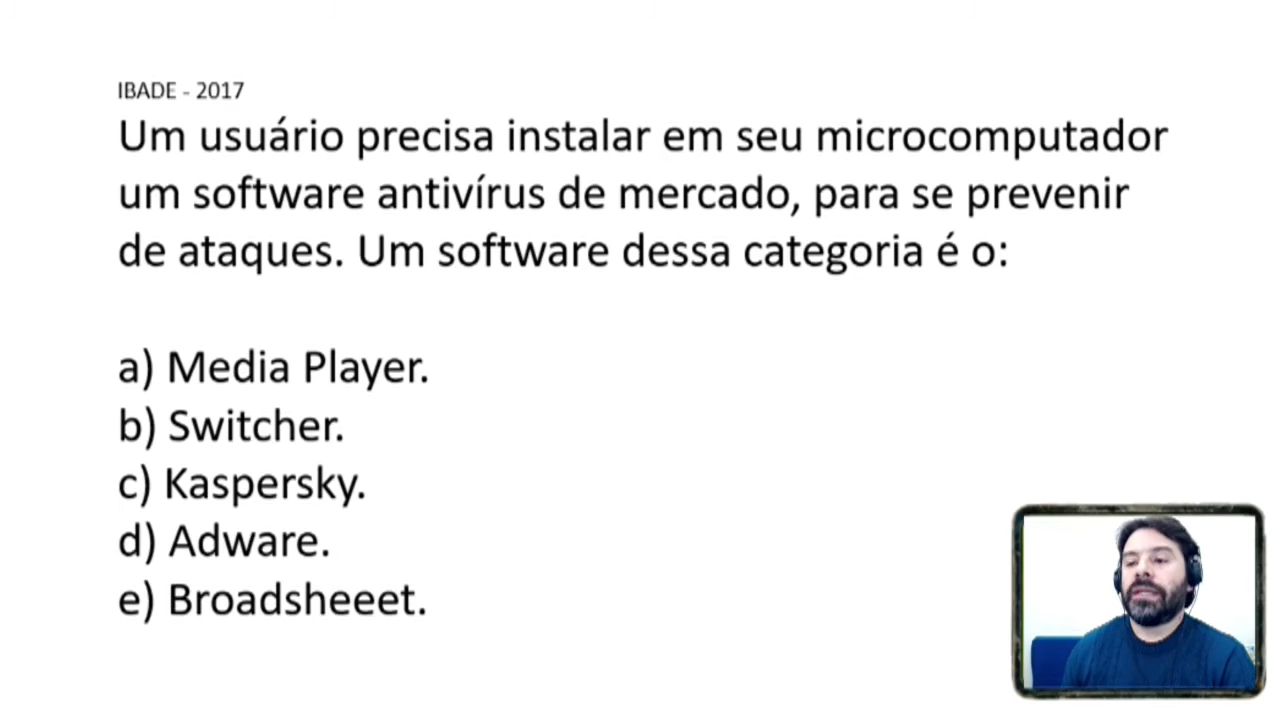 IBADE - 2017
Um usuário precisa instalar em seu microcomputador
um software antivírus de mercado, para se prevenir
de ataques. Um software dessa categoria é o:
a) Media Player.
b) Switcher.
c) Kaspersky.
d) Adware.
e) Broadsheeet.